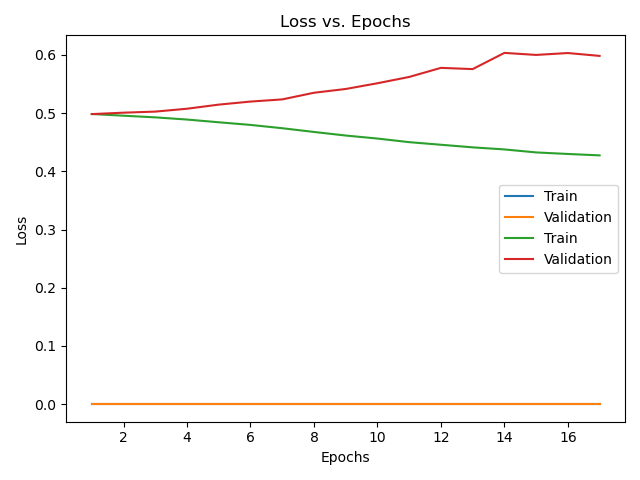 Loss vs. Epochs
0.6
0.5
0.4
0.3
0.2
0.1
0.0
Loss
Train
Validation
Train
Validation
2 4 6 8 10 12 14 16
Epochs